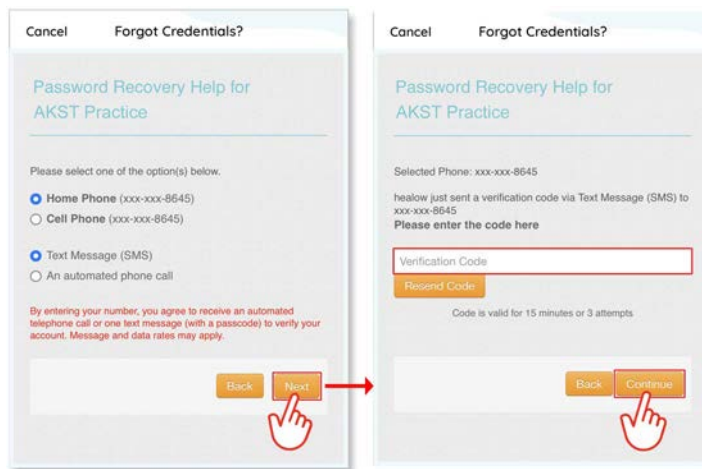 Cancel Forgot Credentials?
Password Recovery Help for
AKST Practice
Please select one of the option(s) below.
Home Phone (xxx-xxx-8645)
Cell Phone (xxx-xxx-8645)
Text Message (SMS)
An automated phone call
By entering your number, you agree to receive an automated
telephone call or one text message (with a passcode) to verify your
account. Message and data rates may apply.
Back Next
Cancel Forgot Credentials?
Password Recovery Help for
AKST Practice
Selected Phone: xxx-xxx-8645
healow just sent a verification code via Text Message (SMS) to
xxx-xxx-8645
Please enter the code here
Verification Code
Resend Code
Code is valid for 15 minutes or 3 attempts
Back Continue